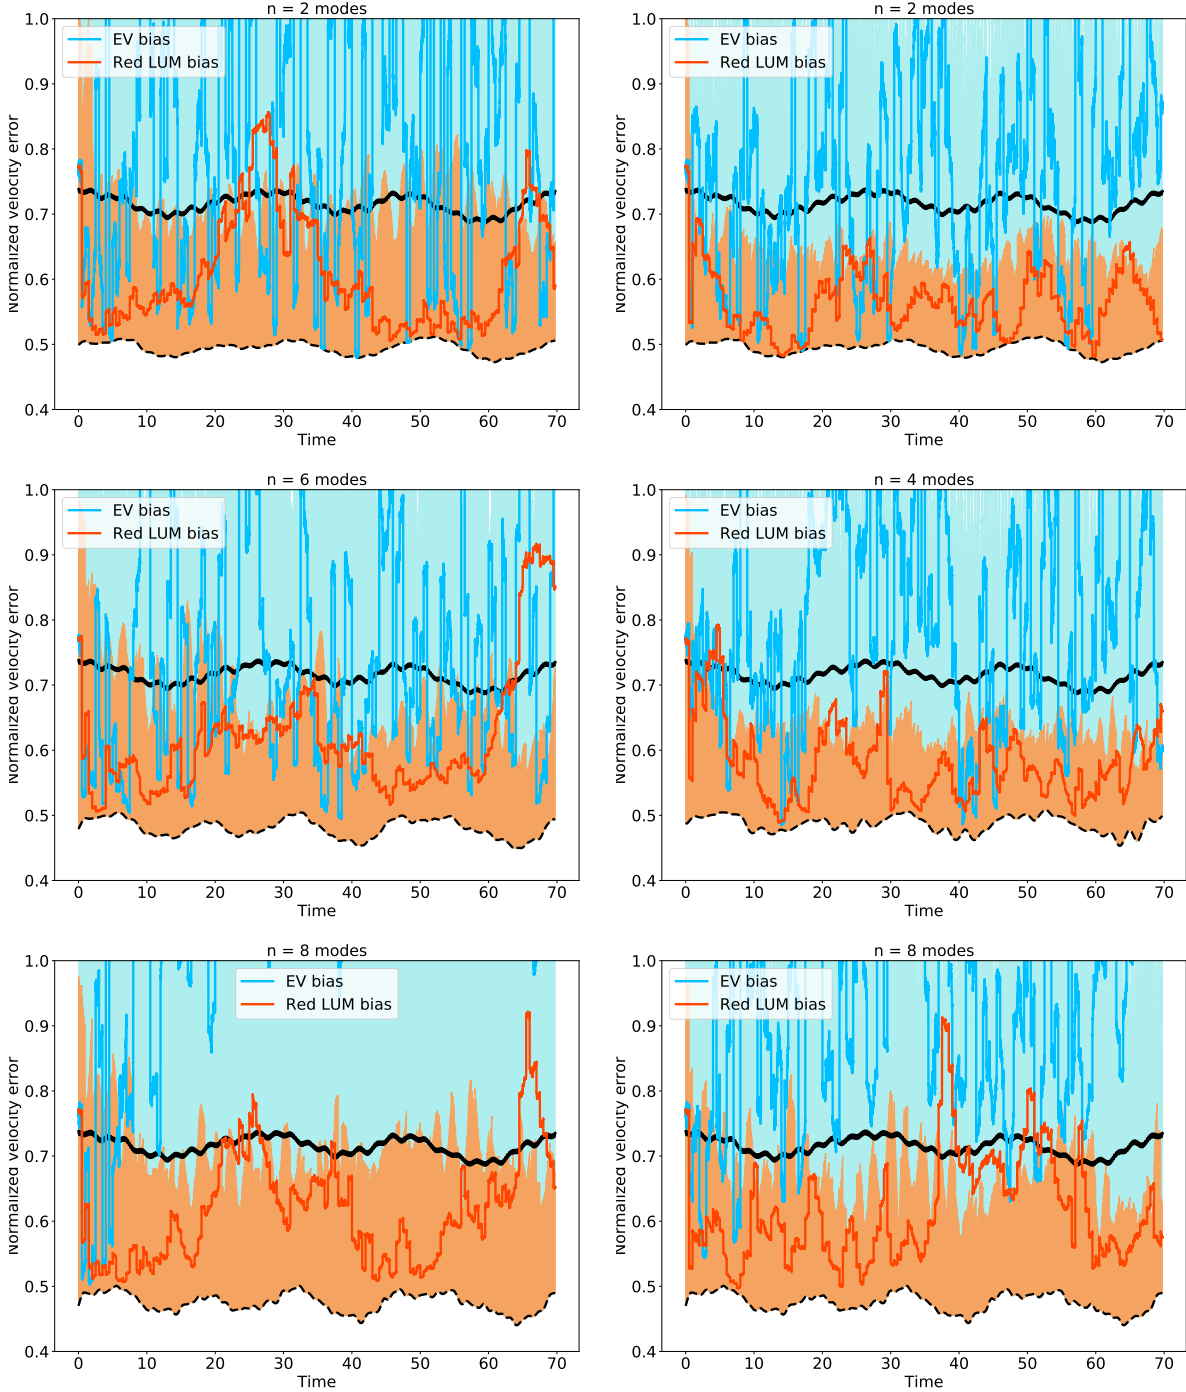 n = 2 modes
1.0
0.9
0.8
0.7
0.6
0.5
0.4
Normalized velocity error
EV bias
Red LUM bias
0 10 20 30 40 50 60 70
Time
n = 2 modes
1.0
0.9
0.8
0.7
0.6
0.5
0.4
Normalized velocity error
EV bias
Red LUM bias
0 10 20 30 40 50 60 70
Time
n = 6 modes
1.0
0.9
0.8
0.7
0.6
0.5
0.4
Normalized velocity error
EV bias
Red LUM bias
0 10 20 30 40 50 60 70
Time
n = 4 modes
1.0
0.9
0.8
0.7
0.6
0.5
0.4
Normalized velocity error
EV bias
Red LUM bias
0 10 20 30 40 50 60 70
Time
n = 8 modes
1.0
0.9
0.8
0.7
0.6
0.5
0.4
Normalized velocity error
EV bias
Red LUM bias
0 10 20 30 40 50 60 70
Time
n = 8 modes
1.0
0.9
0.8
0.7
0.6
0.5
0.4
Normalized velocity error
EV bias
Red LUM bias
0 10 20 30 40 50 60 70
Time